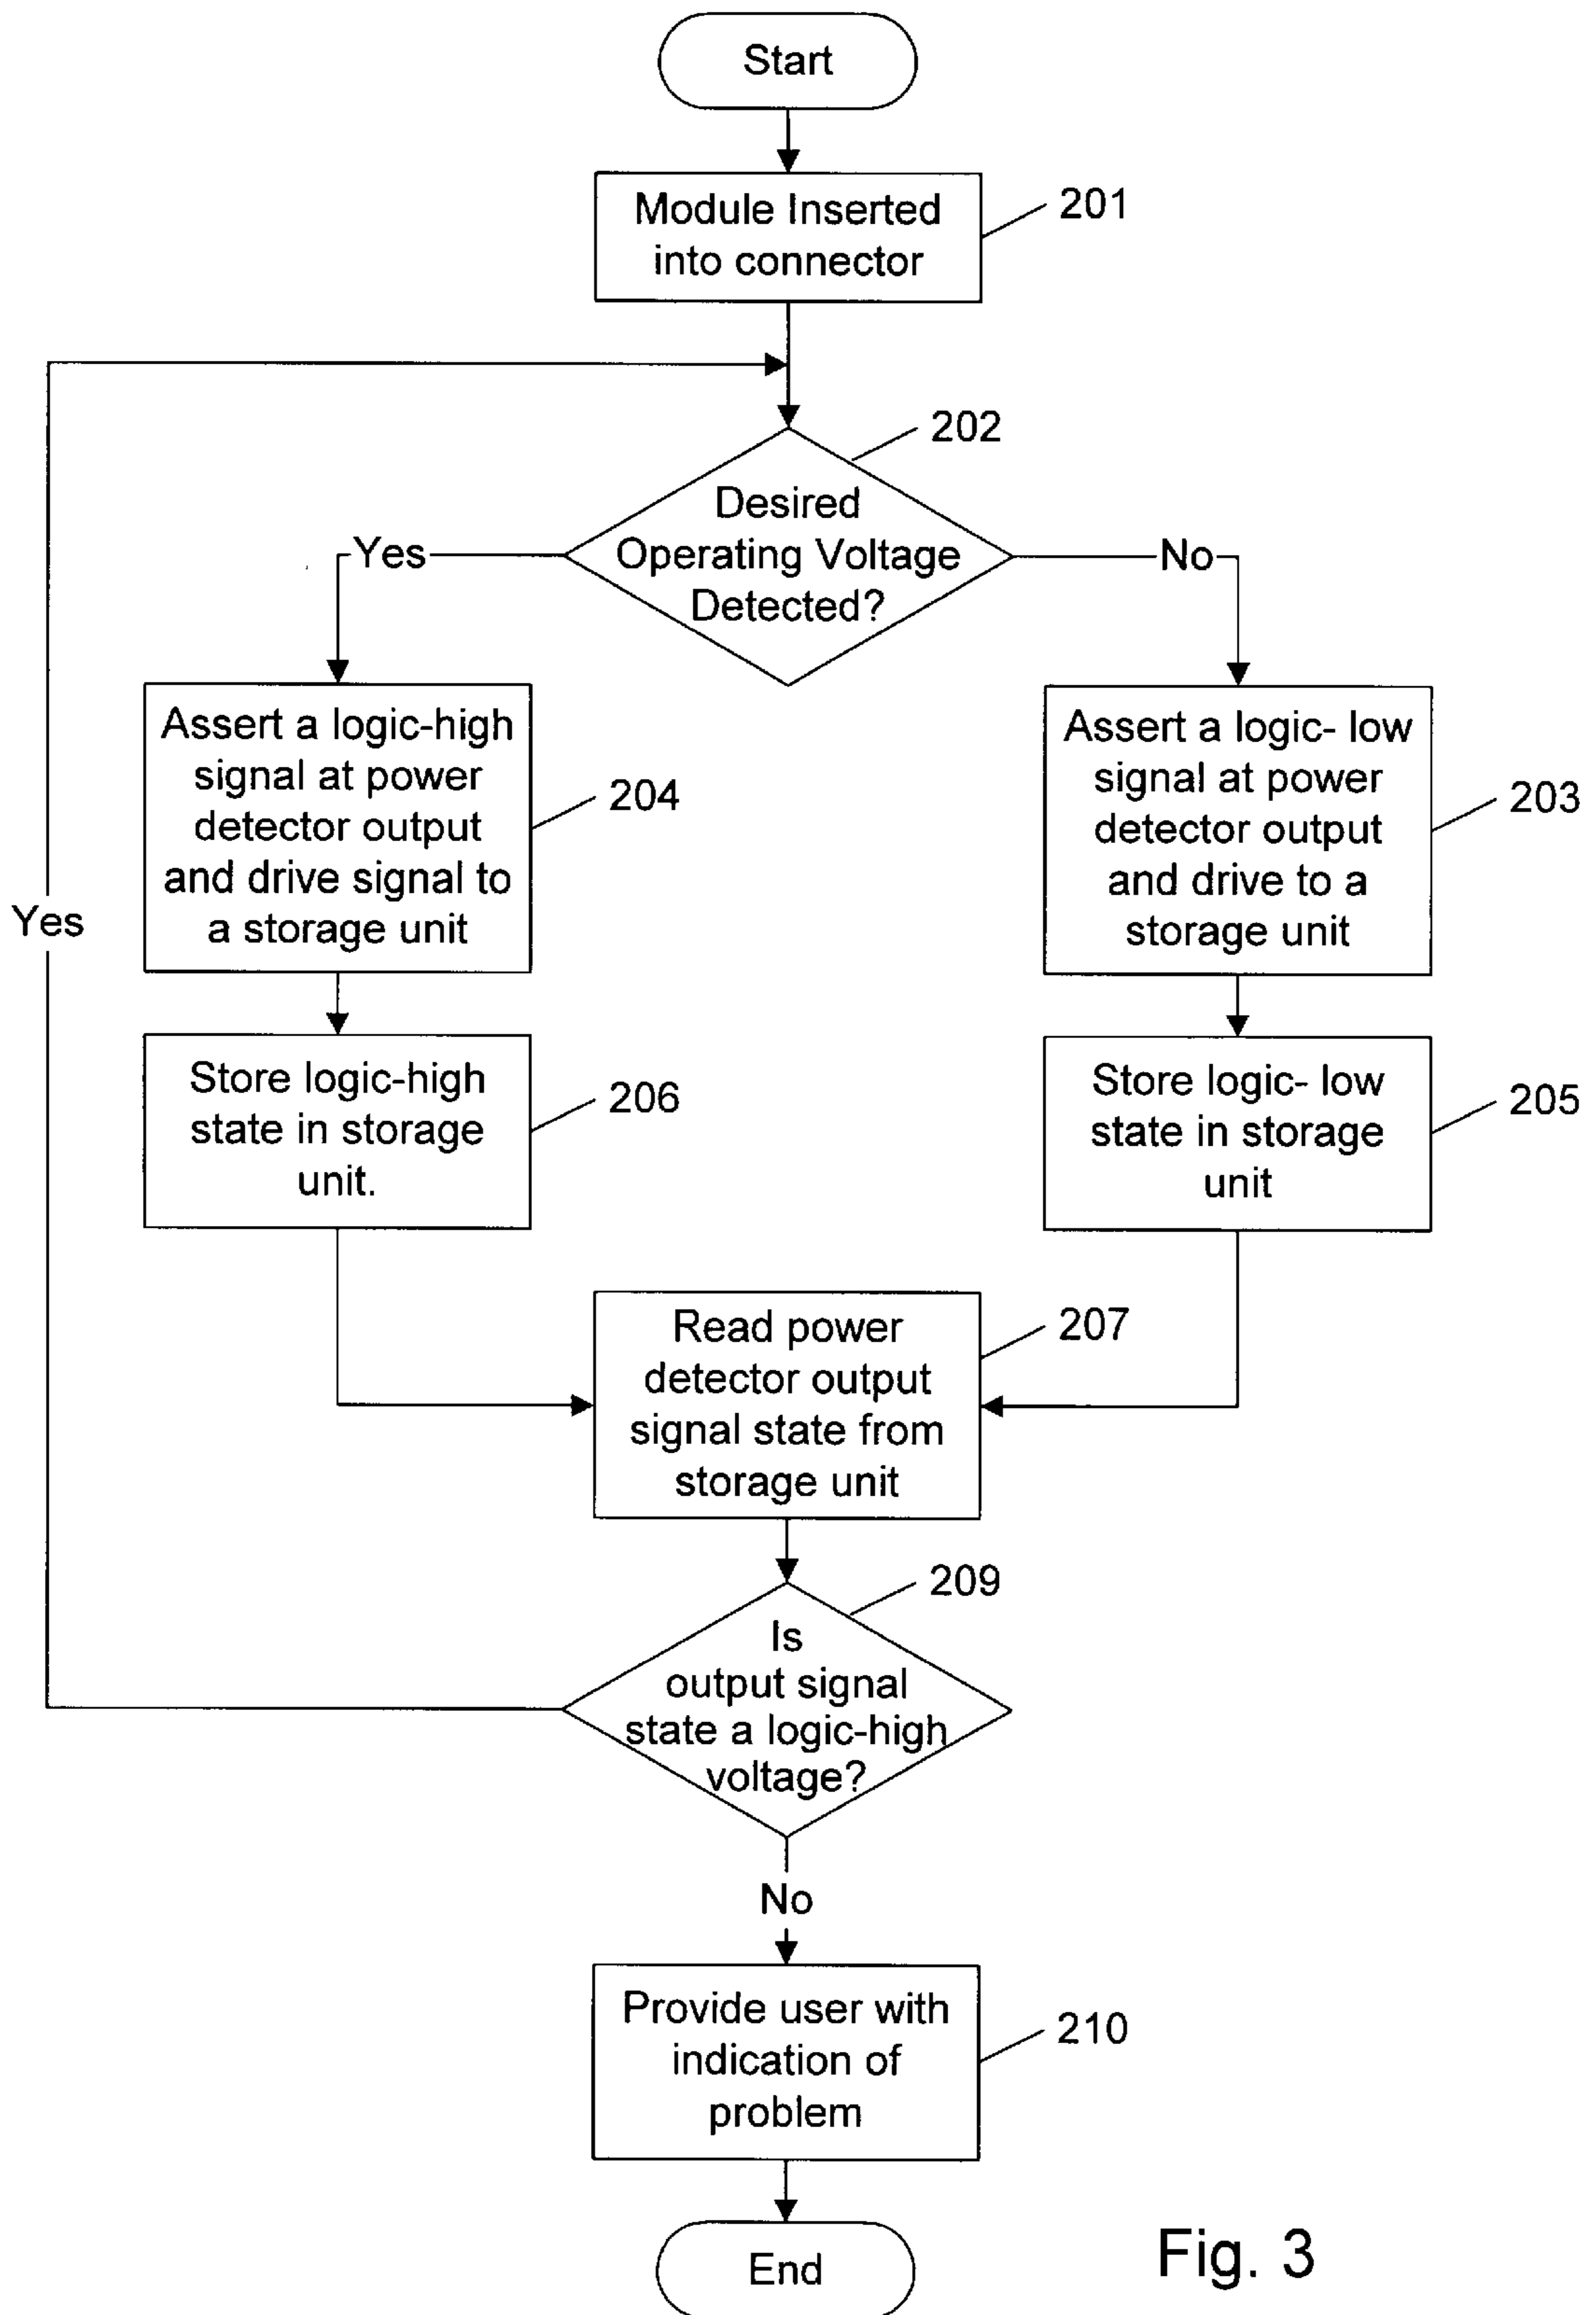 Start
Module Inserted
into connector
201
202
Desired
Operating Voltage
Detected?
Yes
No
Assert a logic-high
signal at power
detector output
and drive signal to
a storage unit
204
Assert a logic- low
signal at power
detector output
and drive to a
storage unit
203
Yes
Store logic-high
state in storage
unit.
206
Store logic- low
state in storage
unit
205
Read power
detector output
signal state from
storage unit
207
209
Is
output signal
state a logic-high
voltage?
No
Provide user with
indication of
problem
210
End
Fig. 3